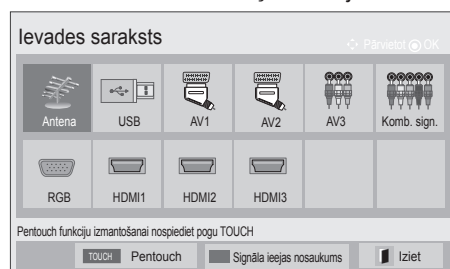 Ievades saraksts
Pārvietot OK
Antena USB AV1 AV2 AV3 Komb. sign.
RGB HDMI1 HDMI2 HDMI3
Pentouch funkciju izmantošanai nospiediet pogu TOUCH
TOUCH Pentouch Signāla ieejas nosaukums Iziet